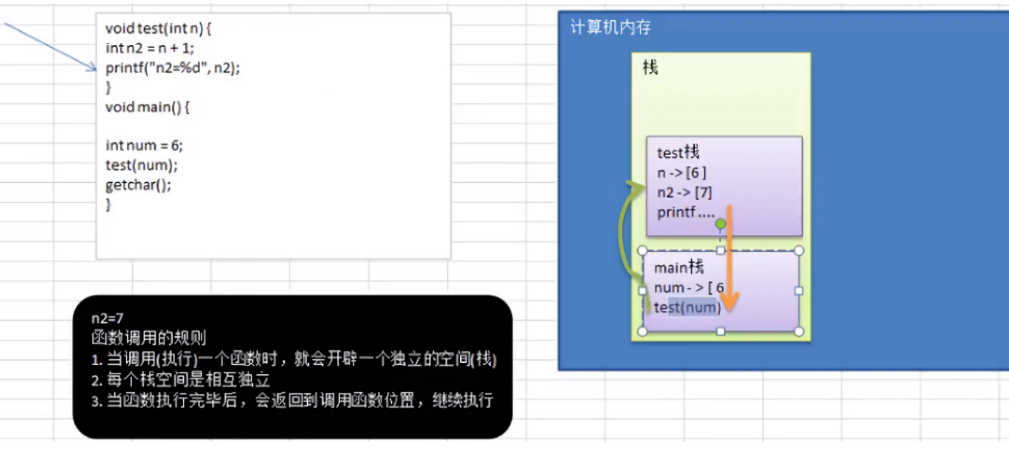 void test(int n) {
int n2 = n + 1;
printf("n2=%d", n2);
}
void main() {
int num = 6;
test(num);
getchar();
}
计算机内存
栈
test栈
n -> [6 ]
n2 -> [7]
printf....
main栈
num - > [ 6
test(num)
n2=7
函数调用的规则
1. 当调用(执行)一个函数时，就会开辟一个独立的空间(栈)
2. 每个栈空间是相互独立
3. 当函数执行完毕后，会返回到调用函数位置，继续执行